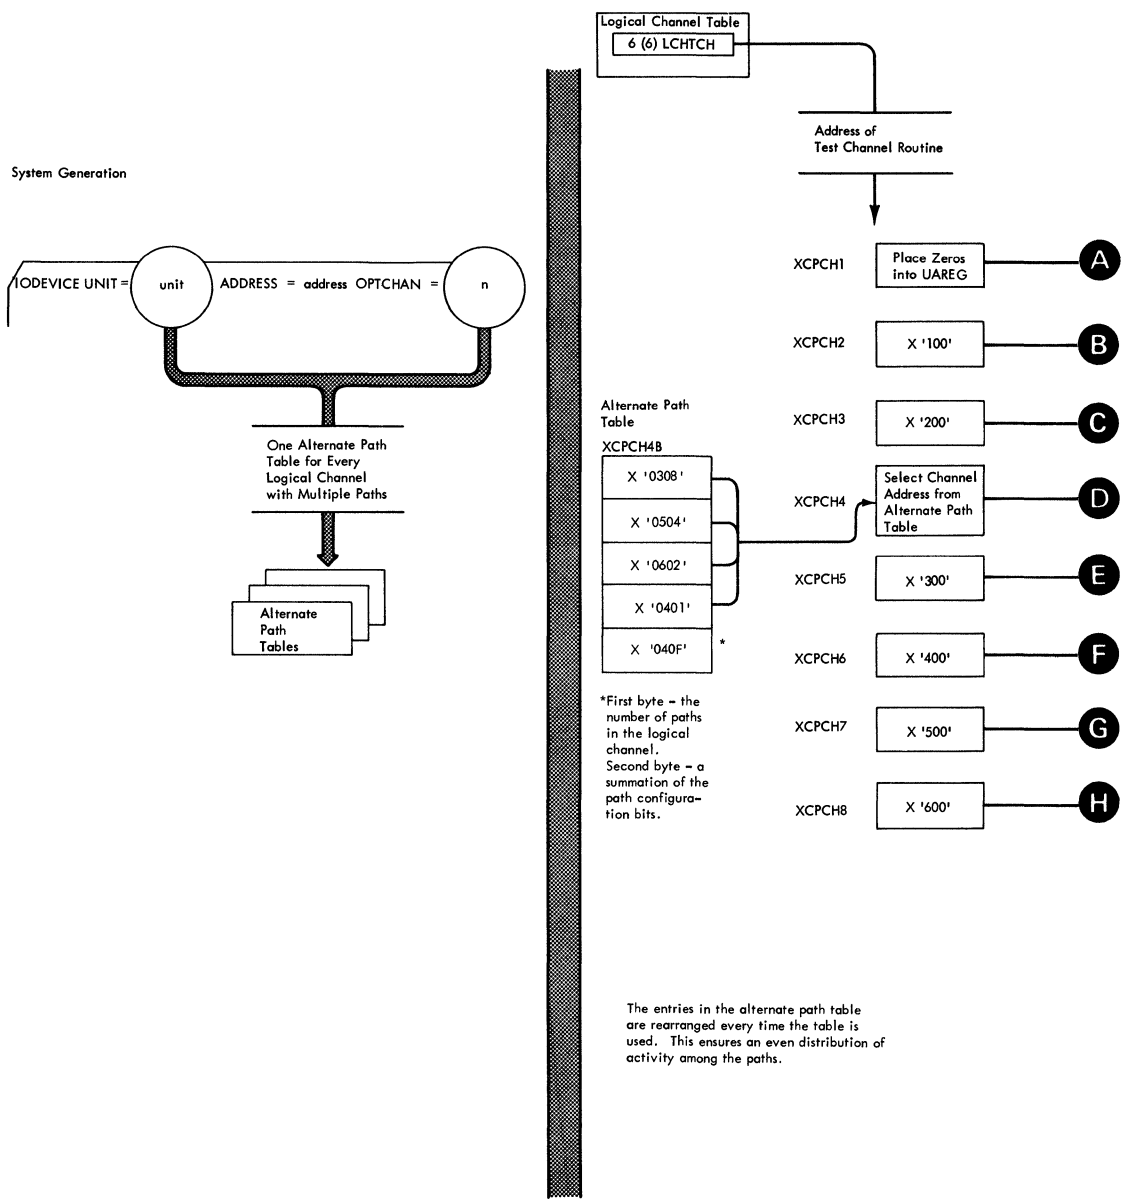 System Generation
IODEVICE UNIT = unit ADDRESS = address OPTCHAN = n
One Alternate Path
Table for Every
Logical Channel
with Multiple Paths
Alternate
Path
Tables
Logical Channel Table
6 (6) LCHTCH
Address of
Test Channel Routine
XCPCH1
Place Zeros
into UAREG
A
XCPCH2
X '100'
B
XCPCH3
X '200'
C
Alternate Path
Table
XCPCH4B
X '0308'
X '0504'
X '0602'
X '0401'
X '040F'
*
*First byte - the
number of paths
in the logical
channel.
Second byte - a
summation of the
path configura-
tion bits.
XCPCH4
Select Channel
Address from
Alternate Path
Table
D
XCPCH5
X '300'
E
XCPCH6
X '400'
F
XCPCH7
X '500'
G
XCPCH8
X '600'
H
The entries in the alternate path table
are rearranged every time the table is
used. This ensures an even distribution of
activity among the paths.